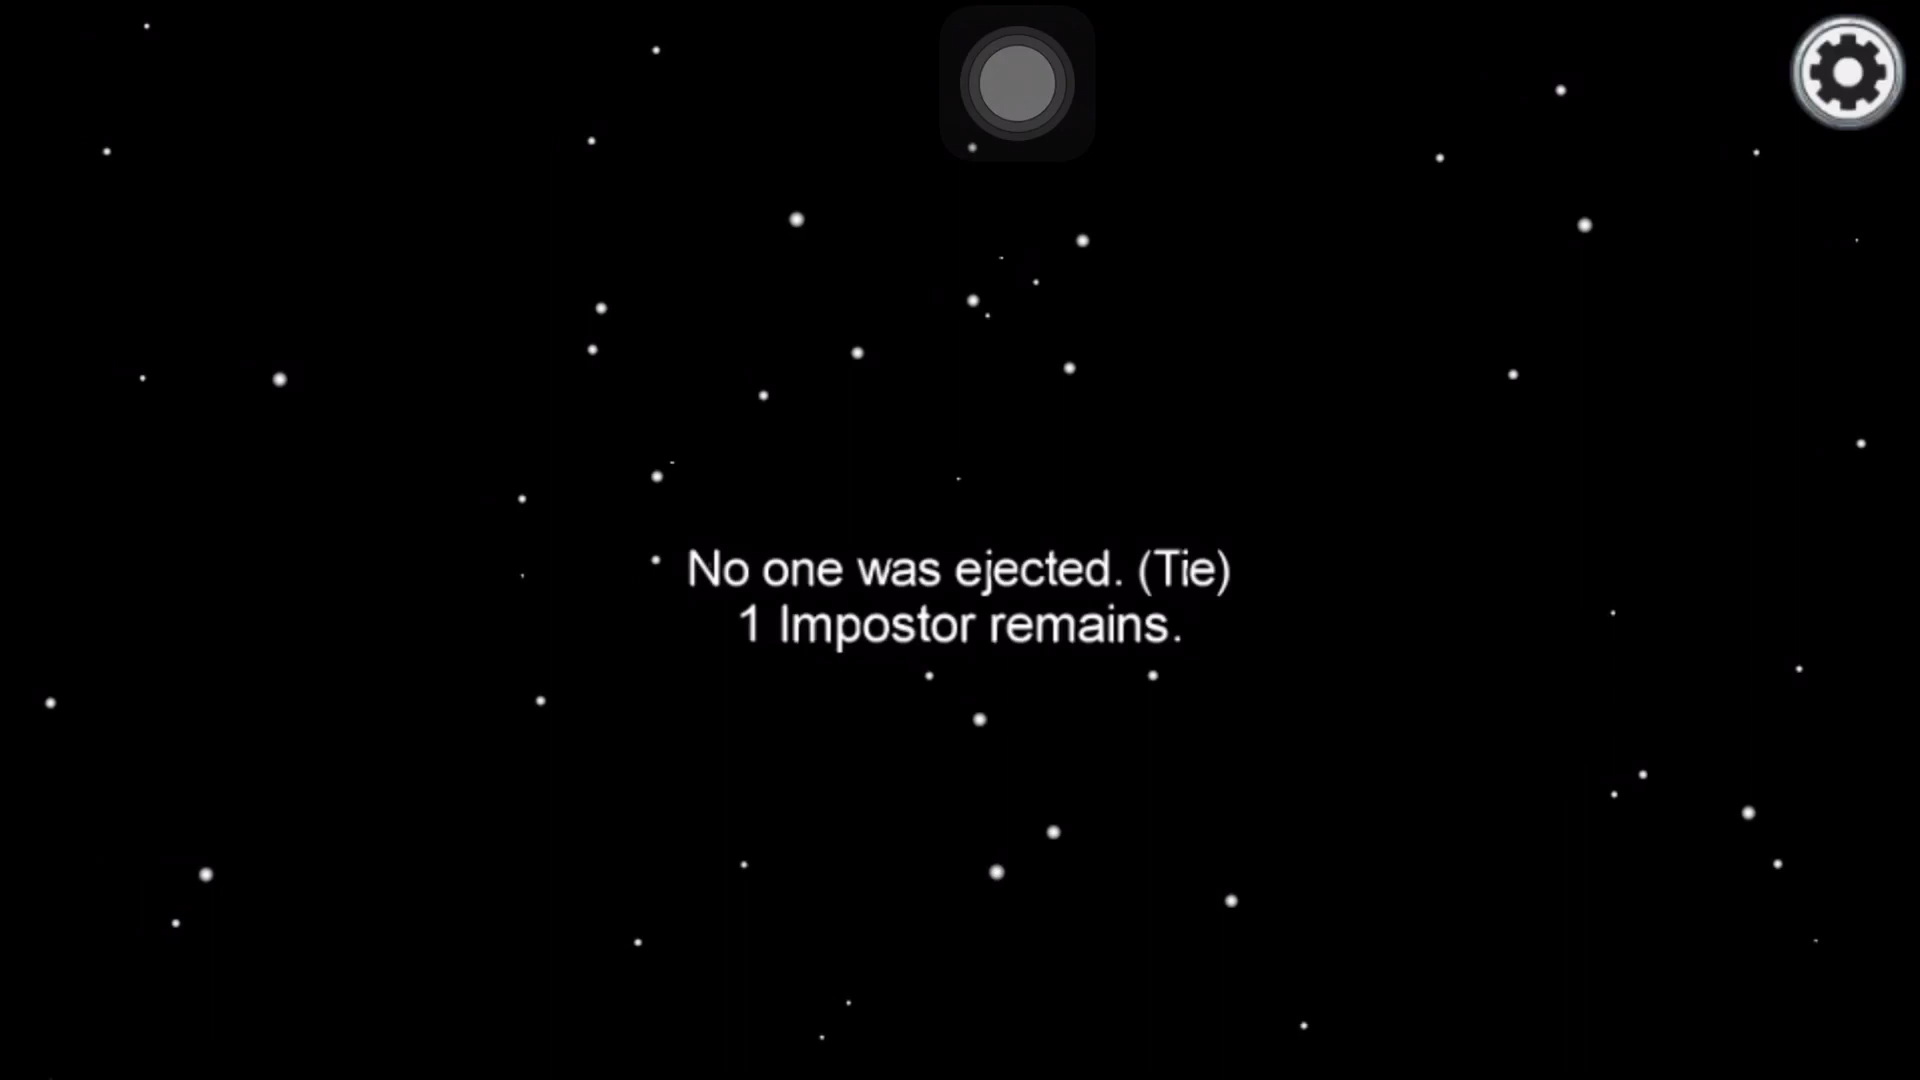 No one was ejected. (Tie)
1 Impostor remains.